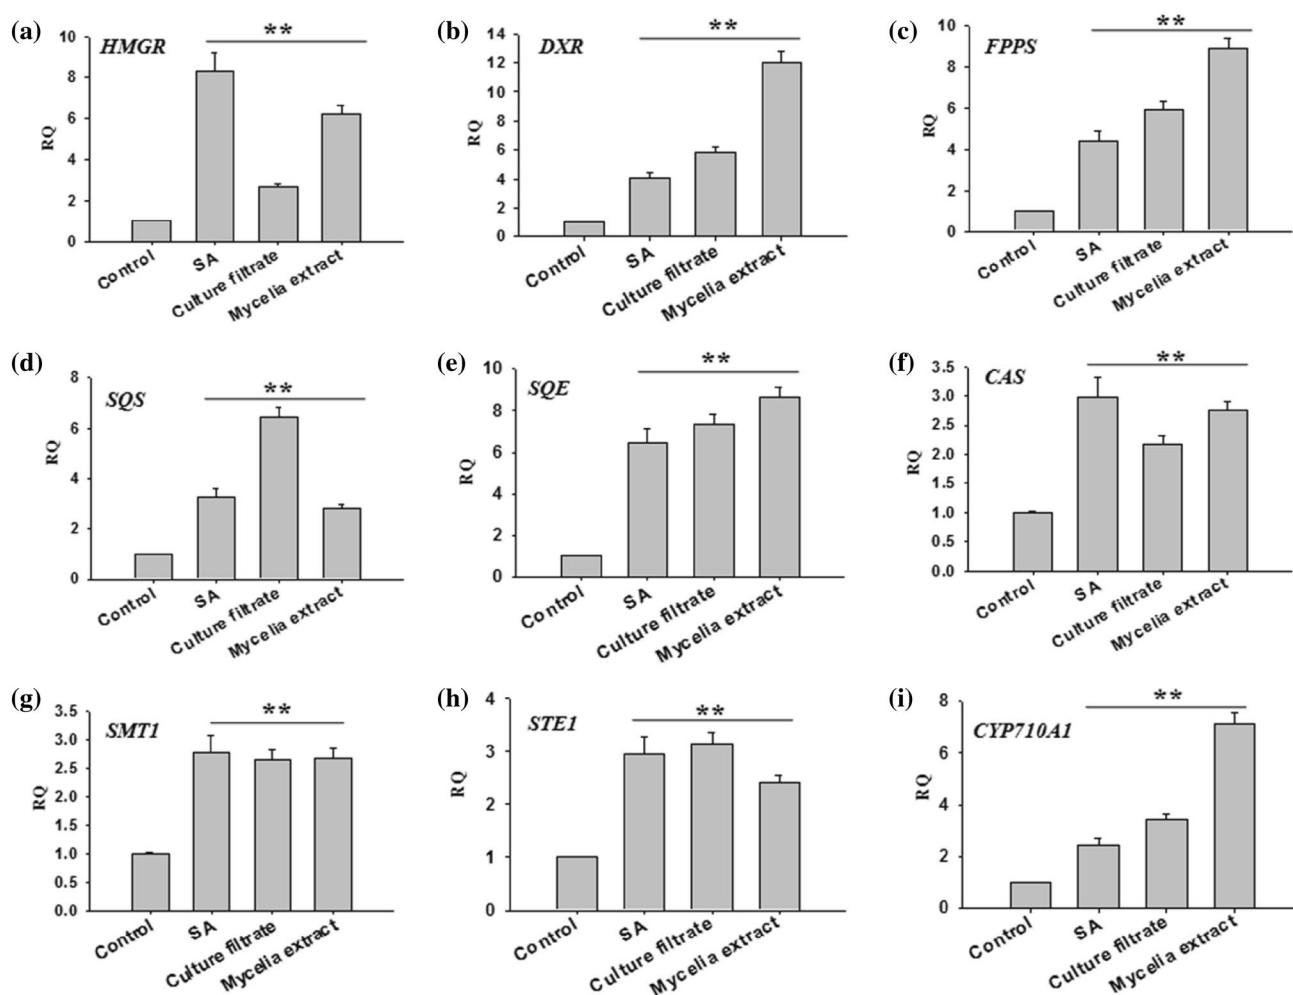 (a)
HMGR
**
RQ
10
8
6
4
2
0
Control
SA
Culture filtrate
Mycelia extract
(b)
DXR
**
RQ
14
12
10
8
6
4
2
0
Control
SA
Culture filtrate
Mycelia extract
(c)
FPPS
**
RQ
10
8
6
4
2
0
Control
SA
Culture filtrate
Mycelia extract
(d)
SQS
**
RQ
8
6
4
2
0
Control
SA
Culture filtrate
Mycelia extract
(e)
SQE
**
RQ
10
8
6
4
2
0
Control
SA
Culture filtrate
Mycelia extract
(f)
CAS
**
RQ
3.5
3.0
2.5
2.0
1.5
1.0
0.5
0.0
Control
SA
Culture filtrate
Mycelia extract
(g)
SMT1
**
RQ
3.5
3.0
2.5
2.0
1.5
1.0
0.5
0.0
Control
SA
Culture filtrate
Mycelia extract
(h)
STE1
**
RQ
4
3
2
1
0
Control
SA
Culture filtrate
Mycelia extract
(i)
CYP710A1
**
RQ
8
6
4
2
0
Control
SA
Culture filtrate
Mycelia extract